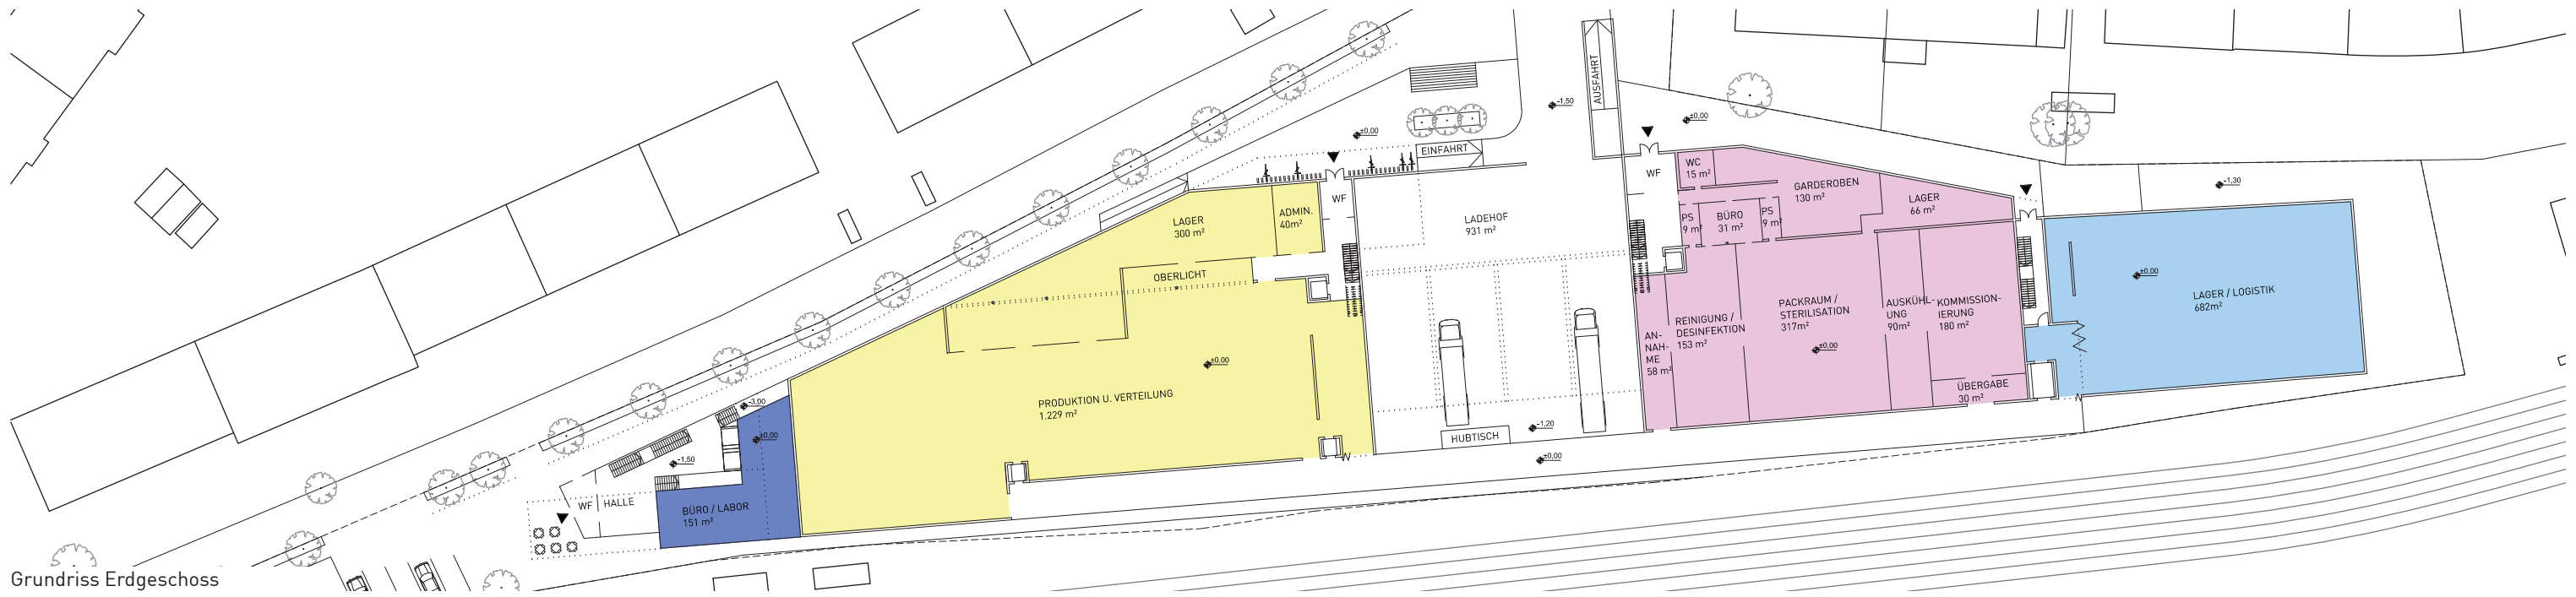 AUSFAHRT
-1,50
±0,00
±0,00
EINFAHRT
WF
WC
15 m²
GARDEROBEN
130 m²
LAGER
66 m²
-1,30
LAGER
300 m²
ADMIN.
40m²
WF
LADEHOF
931 m²
PS
9 m²
BÜRO
31 m²
PS
9 m²
OBERLICHT
±0,00
LAGER / LOGISTIK
682m²
AN-
NAH-
ME
58 m²
REINIGUNG /
DESINFEKTION
153 m²
PACKRAUM /
STERILISATION
317m²
±0,00
AUSKÜHL-
UNG
90m²
KOMMISSION-
IERUNG
180 m²
ÜBERGABE
30 m²
±0,00
PRODUKTION U. VERTEILUNG
1.229 m²
HUBTISCH
-1,20
±0,00
-3,00
±0,00
-1,50
WF
HALLE
BÜRO / LABOR
151 m²
Grundriss Erdgeschoss